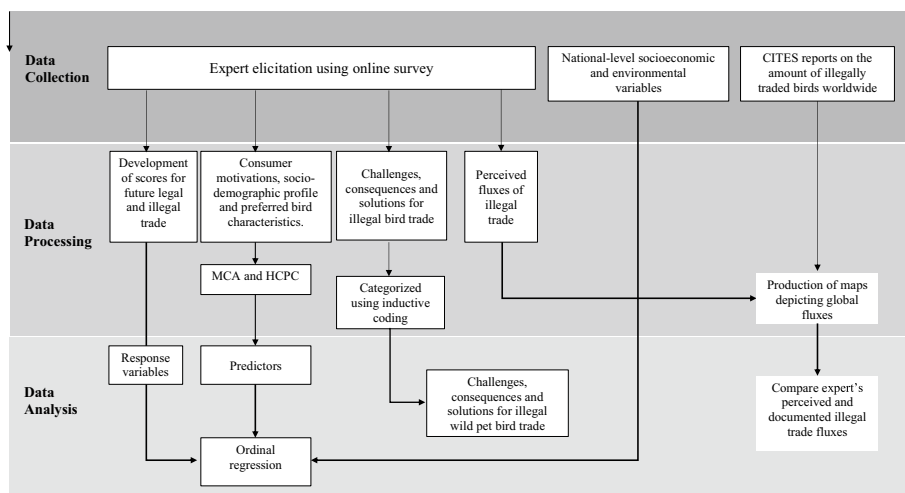 Data
Collection
Expert elicitation using online survey
National-level socioeconomic
and environmental
variables
CITES reports on the
amount of illegally
traded birds worldwide
Data
Processing
Development
of scores for
future legal
and illegal
trade
Consumer
motivations, socio-
demographic profile
and preferred bird
characteristics.
Challenges,
consequences and
solutions for
illegal bird trade
Perceived
fluxes of
illegal
trade
MCA and HCPC
Categorized
using inductive
coding
Production of maps
depicting global
fluxes
Data
Analysis
Response
variables
Predictors
Challenges,
consequences and
solutions for illegal
wild pet bird trade
Compare expert's
perceived and
documented illegal
trade fluxes
Ordinal
regression